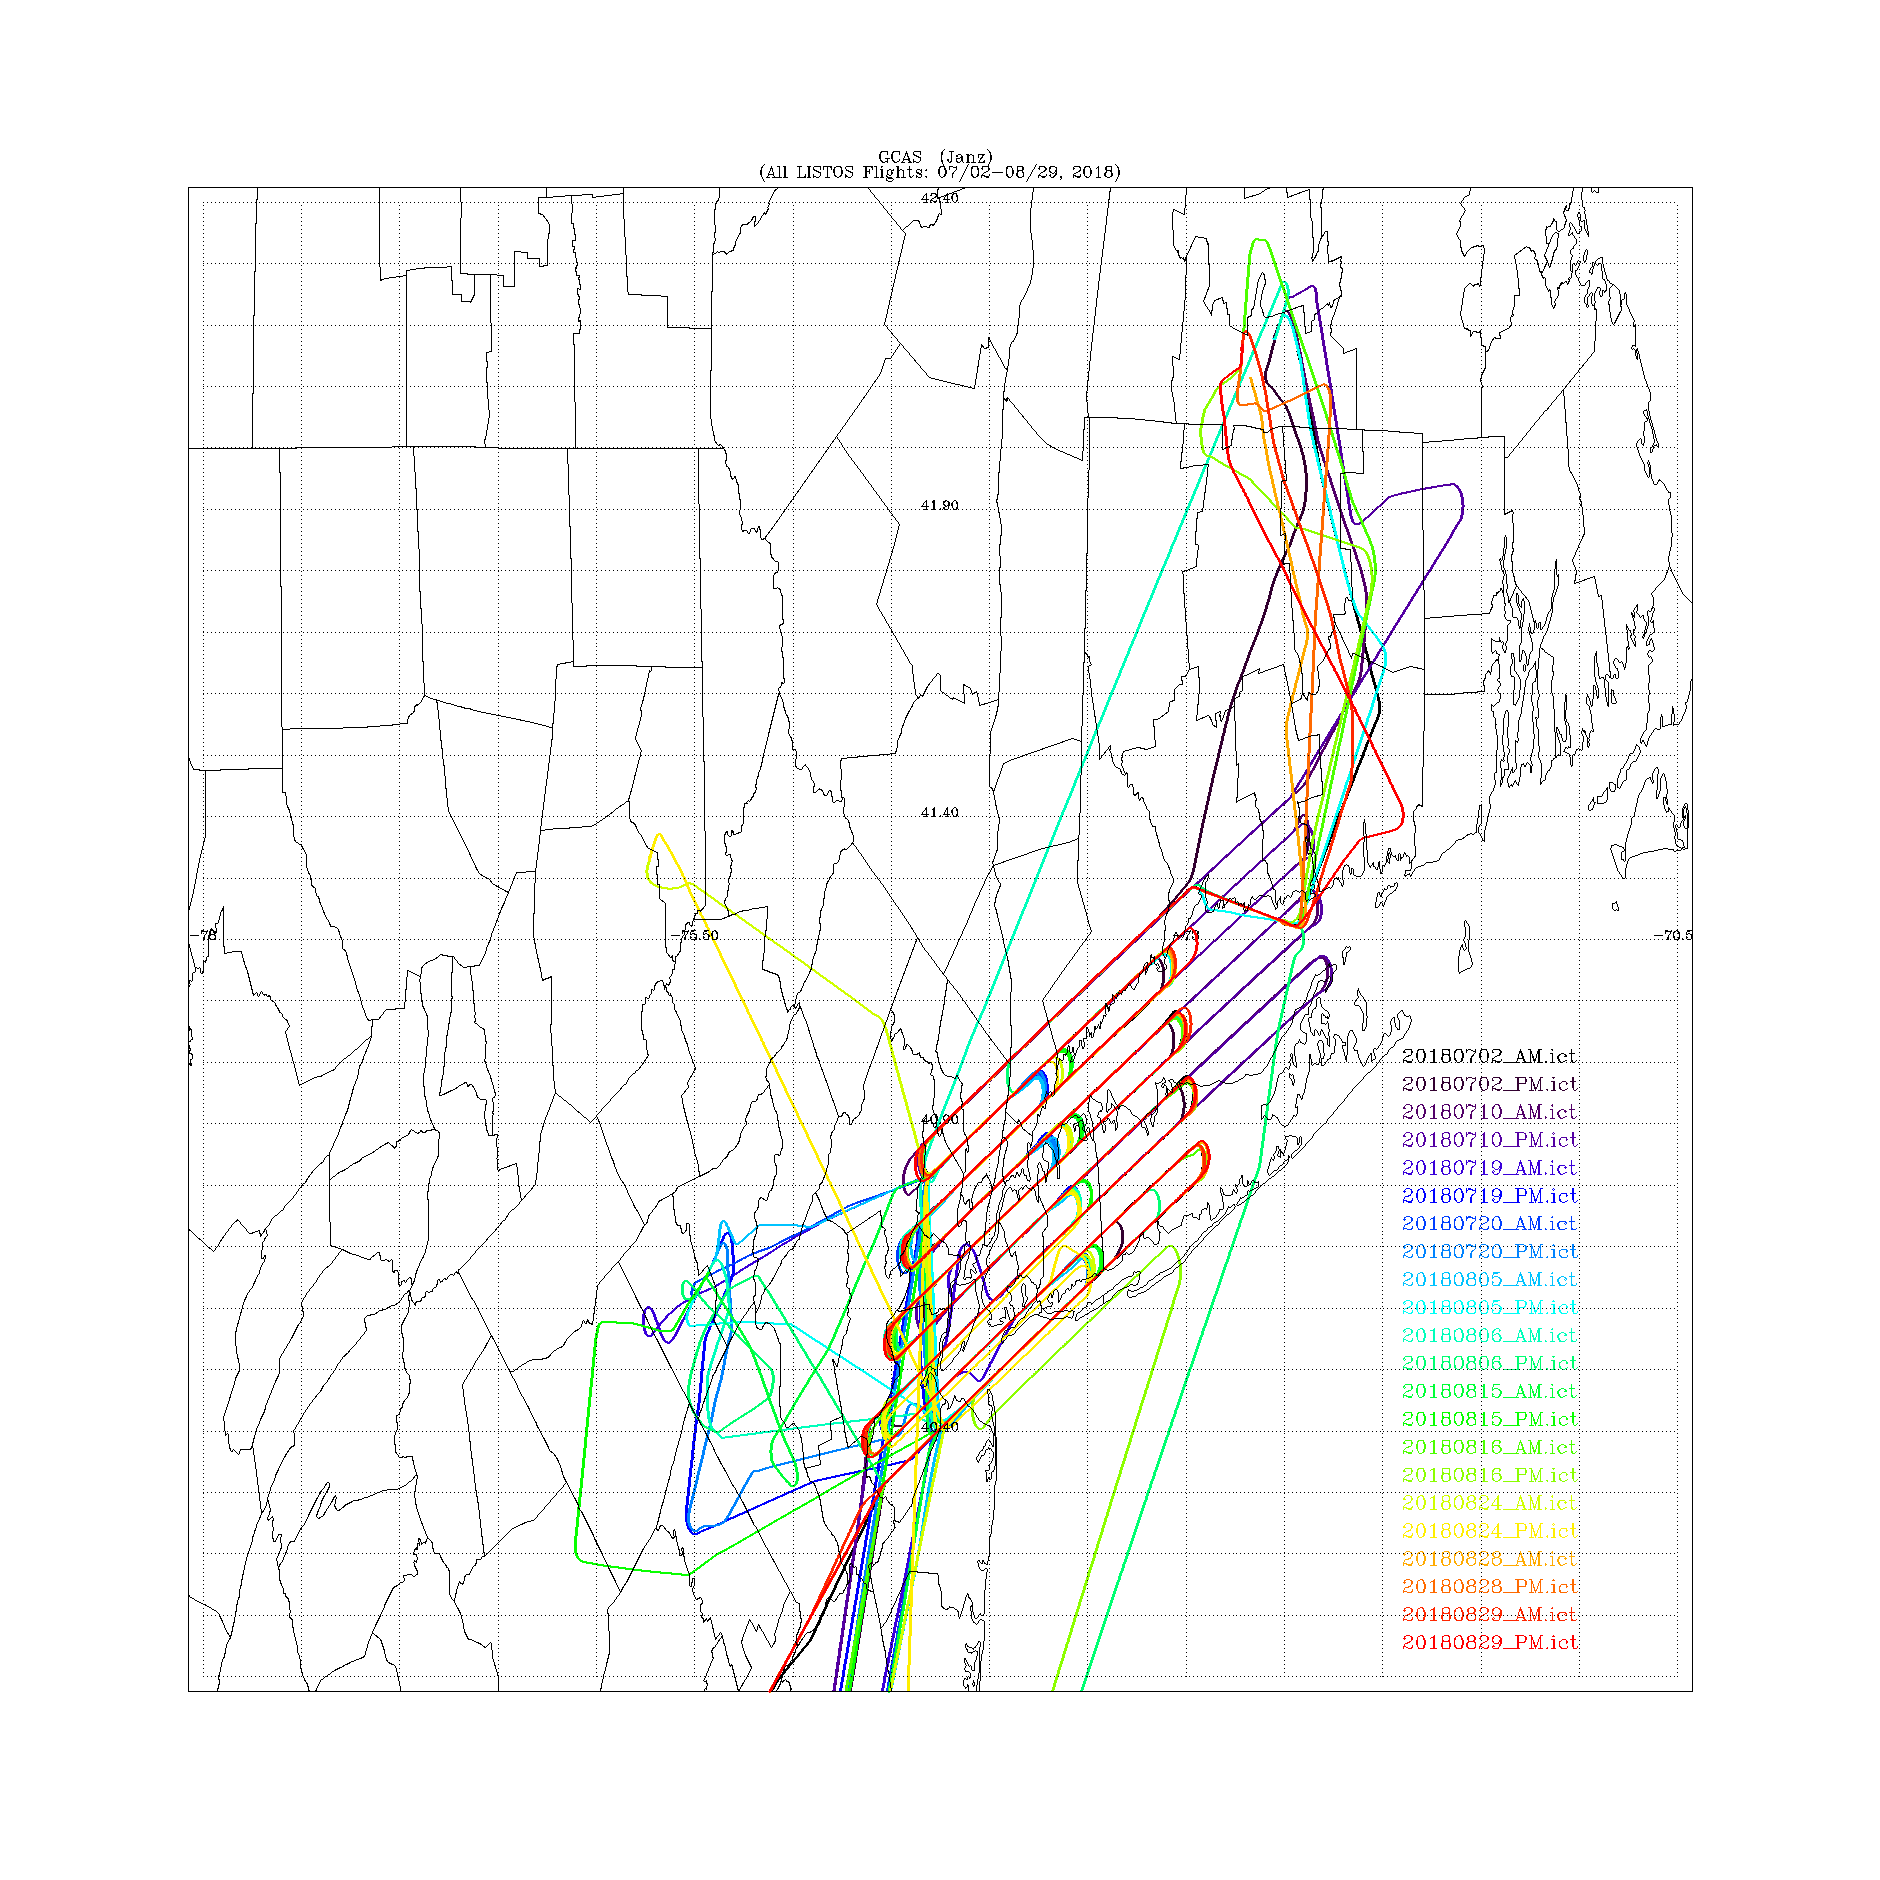 GCAS (Janz)
(All LISTOS Flights: 07/02-08/29, 2018)
42.40
41.90
41.40
-76
-75.50
-70.5
40.90
40.40
20180702_AM.ict
20180702_PM.ict
20180710_AM.ict
20180710_PM.ict
20180719_AM.ict
20180719_PM.ict
20180720_AM.ict
20180720_PM.ict
20180805_AM.ict
20180805_PM.ict
20180806_AM.ict
20180806_PM.ict
20180815_AM.ict
20180815_PM.ict
20180816_AM.ict
20180816_PM.ict
20180824_AM.ict
20180824_PM.ict
20180828_AM.ict
20180828_PM.ict
20180829_AM.ict
20180829_PM.ict